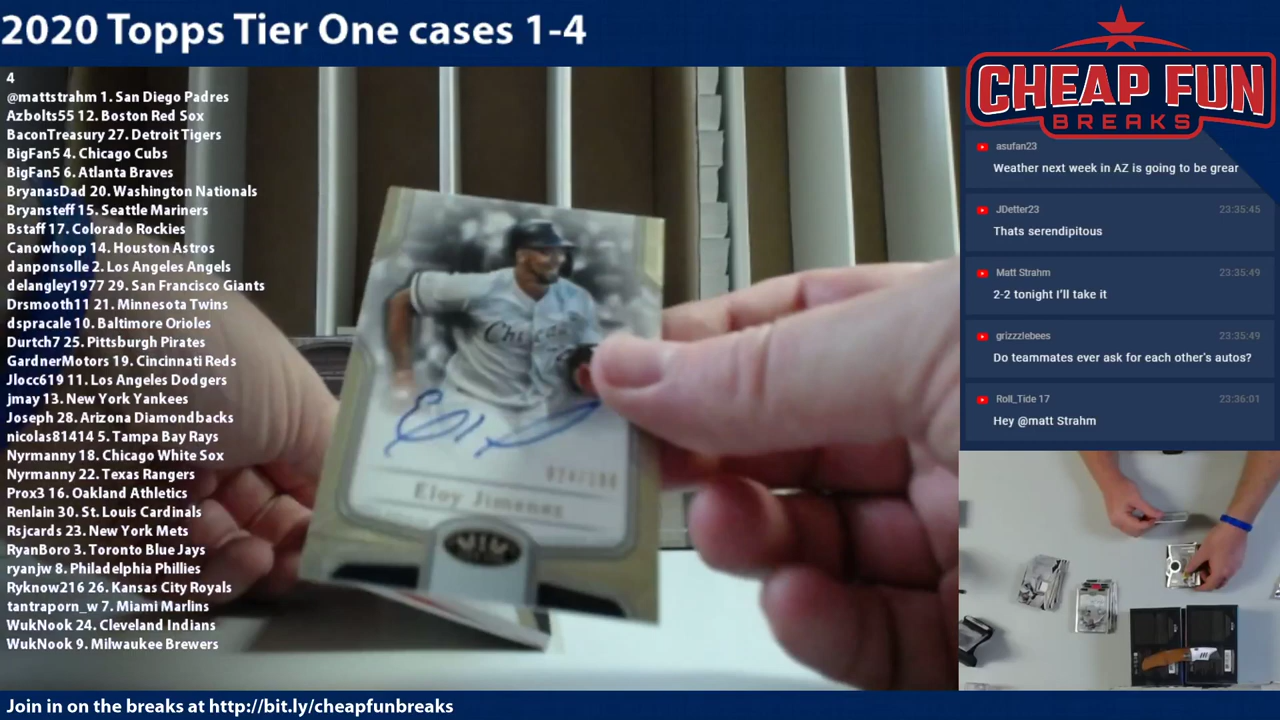 2020 Topps Tier One cases 1-4
4
@mattstrahm 1. San Diego Padres
Azbolts55 12. Boston Red Sox
BaconTreasury 27. Detroit Tigers
BigFan5 4. Chicago Cubs
BigFan5 6. Atlanta Braves
BryanasDad 20. Washington Nationals
Bryansteff 15. Seattle Mariners
Bstaff 17. Colorado Rockies
Canowhoop 14. Houston Astros
danponsolle 2. Los Angeles Angels
delangley1977 29. San Francisco Giants
Drsmooth11 21. Minnesota Twins
dspracale 10. Baltimore Orioles
Durtch7 25. Pittsburgh Pirates
GardnerMotors 19. Cincinnati Reds
Jlocc619 11. Los Angeles Dodgers
jmay 13. New York Yankees
Joseph 28. Arizona Diamondbacks
nicolas81414 5. Tampa Bay Rays
Nyrmanny 18. Chicago White Sox
Nyrmanny 22. Texas Rangers
Prox3 16. Oakland Athletics
Renlain 30. St. Louis Cardinals
Rsjcards 23. New York Mets
RyanBoro 3. Toronto Blue Jays
ryanjw 8. Philadelphia Phillies
Ryknow216 26. Kansas City Royals
tantraporn_w 7. Miami Marlins
WukNook 24. Cleveland Indians
WukNook 9. Milwaukee Brewers
Eloy Jimenez
CHEAP FUN
BREAKS
asufan23
Weather next week in AZ is going to be grear
JDetter23 23:35:45
Thats serendipitous
Matt Strahm 23:35:49
2-2 tonight I'll take it
grizzzlebees 23:35:49
Do teammates ever ask for each other's autos?
Roll_Tide 17 23:36:01
Hey @matt Strahm
Join in on the breaks at http://bit.ly/cheapfunbreaks